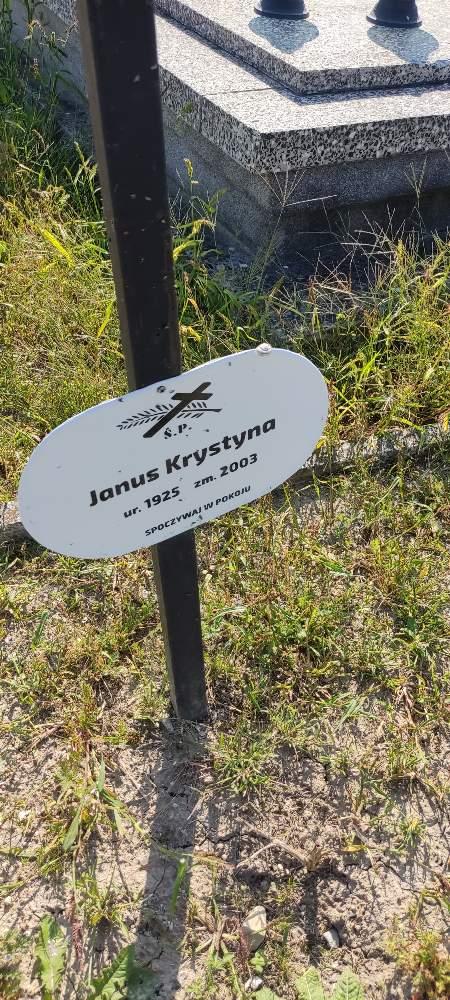 Ś.P.
Janus Krystyna
ur. 1925 zm. 2003
SPOCZYWAJ W POKOJU